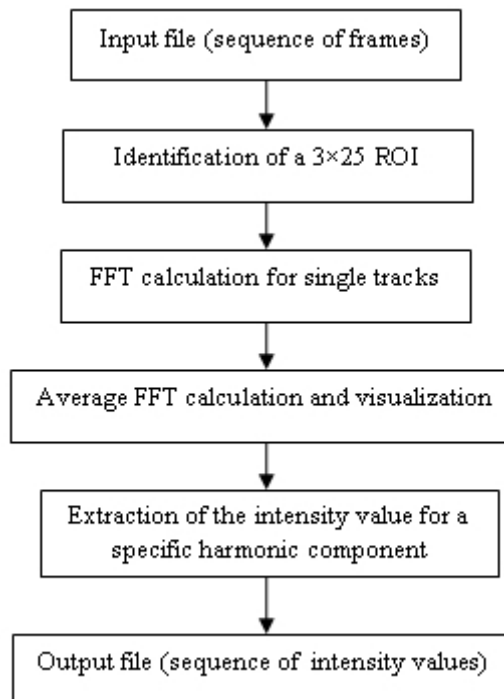 Input file (sequence of frames)
Identification of a 3×25 ROI
FFT calculation for single tracks
Average FFT calculation and visualization
Extraction of the intensity value for a
specific harmonic component
Output file (sequence of intensity values)